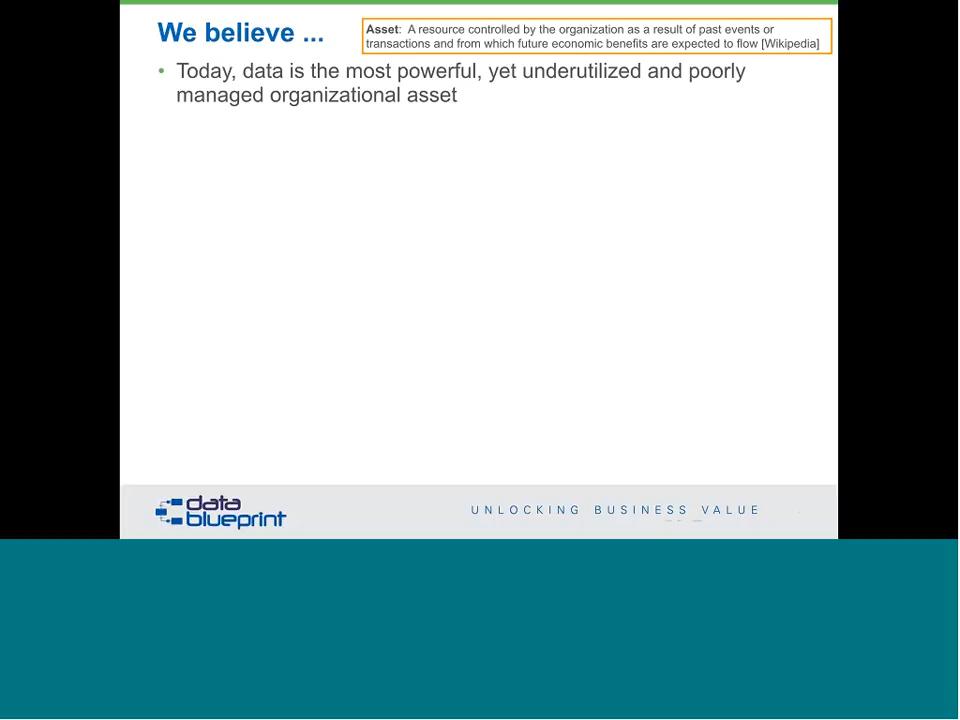 We believe ...
Asset:  A resource controlled by the organization as a result of past events or
transactions and from which future economic benefits are expected to flow [Wikipedia]
• Today, data is the most powerful, yet underutilized and poorly
managed organizational asset
data
blueprint
UNLOCKING BUSINESS VALUE